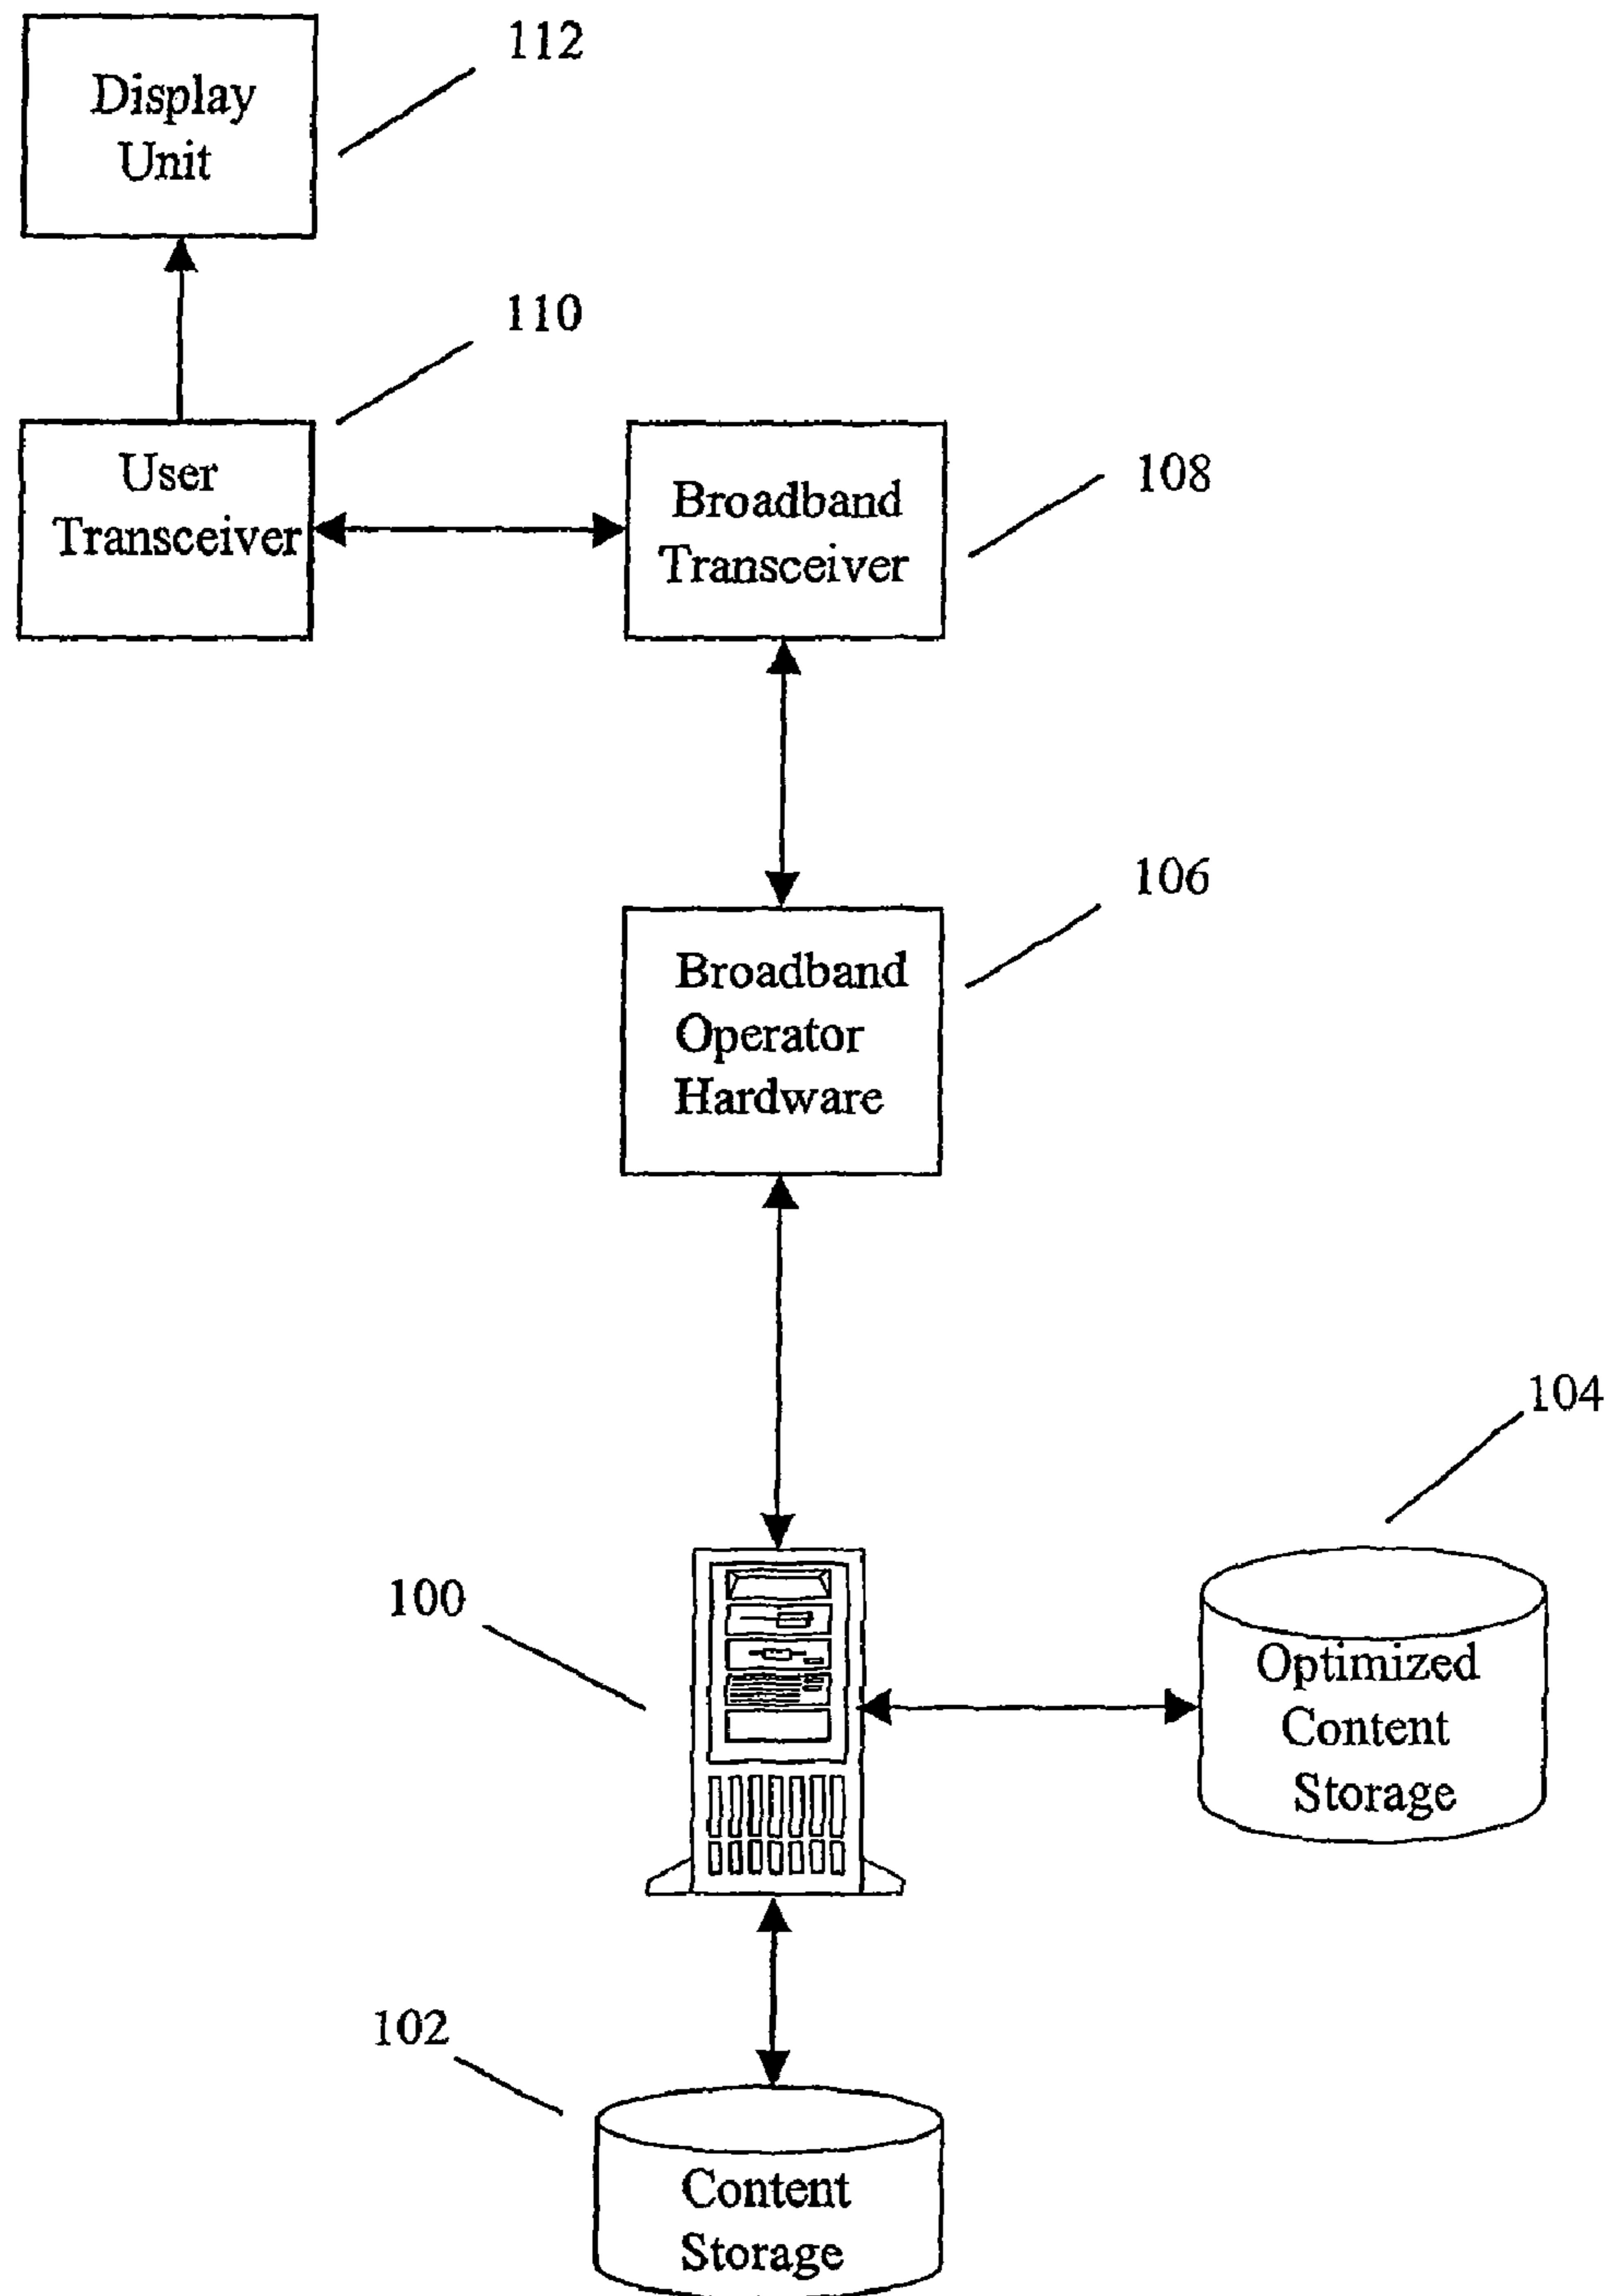 112
Display
Unit
110
User
Transceiver
108
Broadband
Transceiver
106
Broadband
Operator
Hardware
104
100
Optimized
Content
Storage
102
Content
Storage